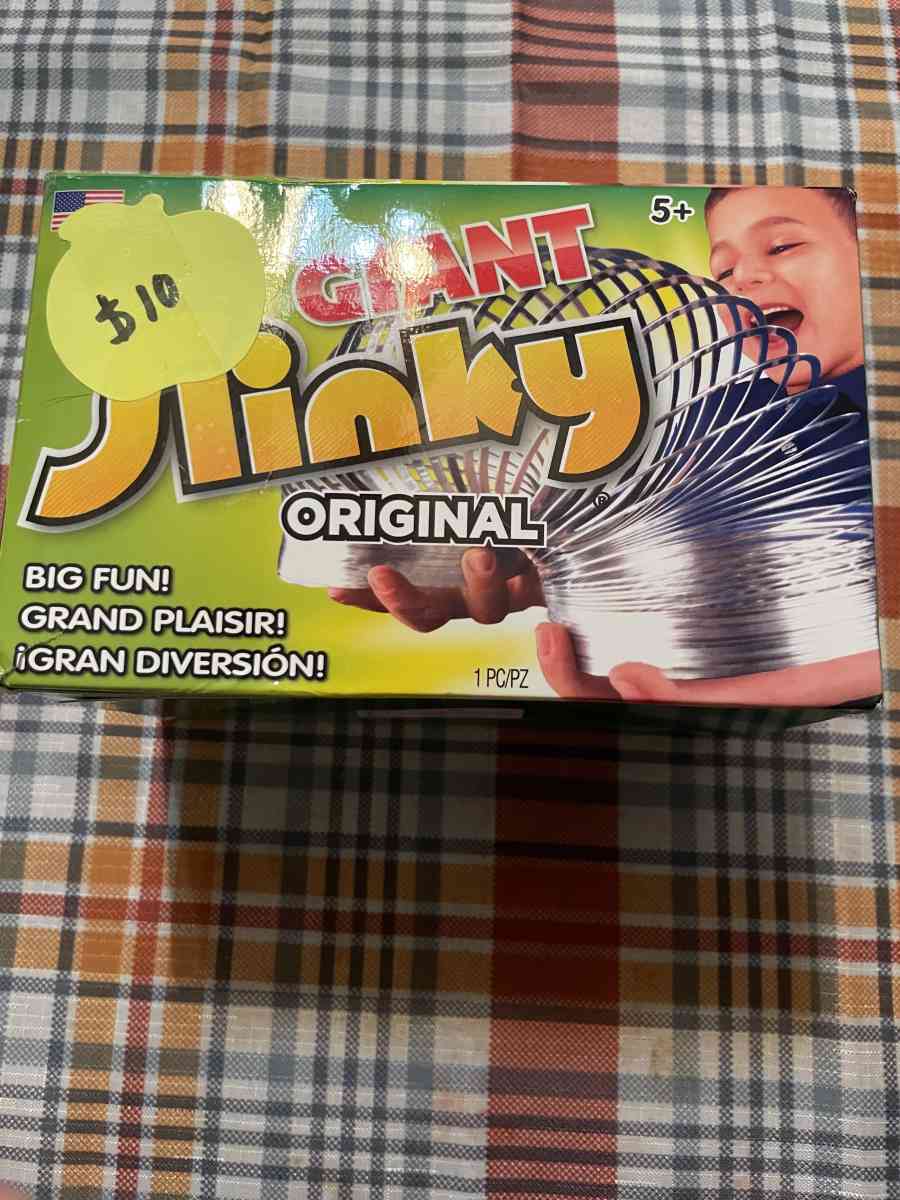 5+
$10
GIANT
Slinky
ORIGINAL
®
BIG FUN!
GRAND PLAISIR!
¡GRAN DIVERSIÓN!
1 PC/PZ